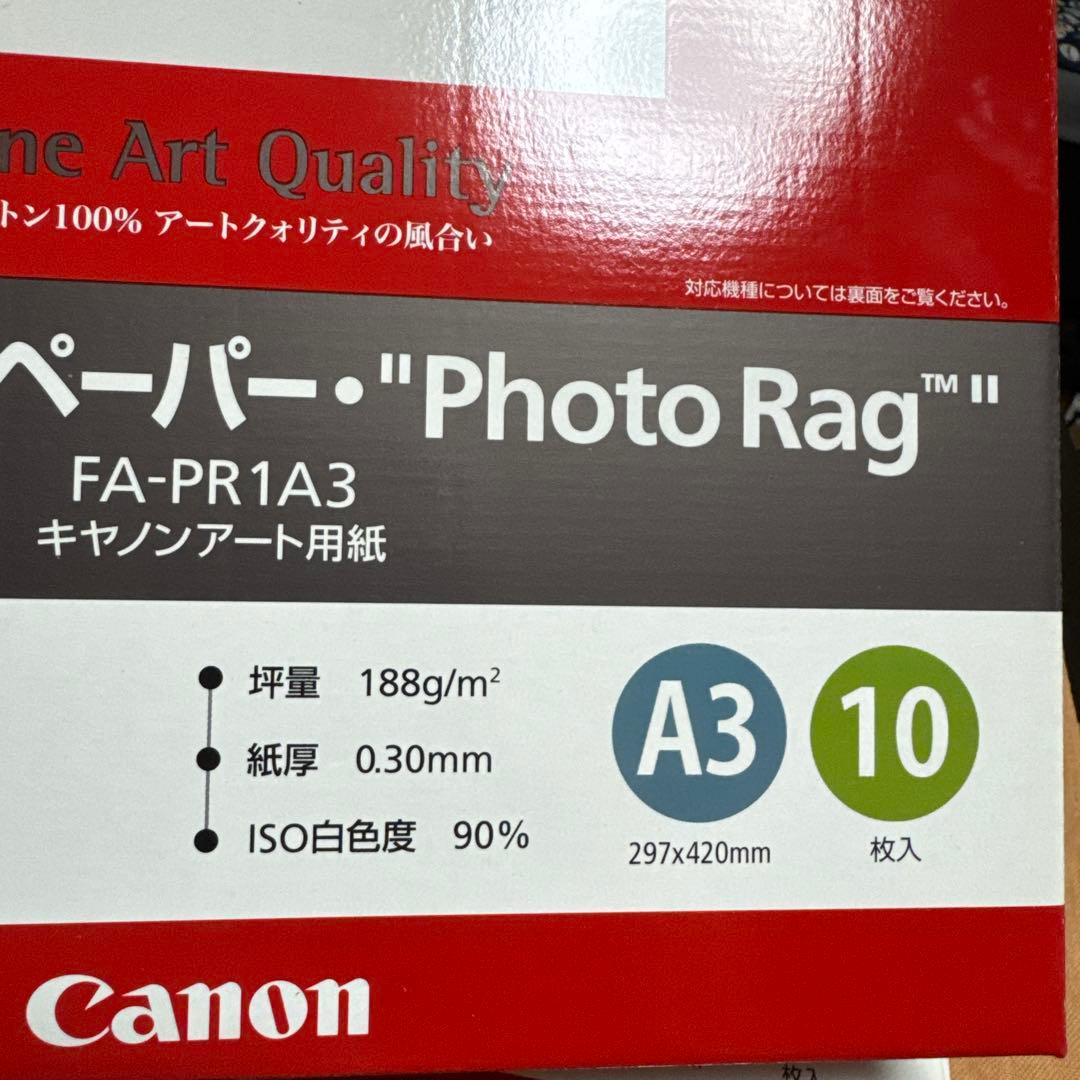 ne Art Quality
トン100% アートクオリティの風合い
対応機種については裏面をご覧ください。
ペーパー・"Photo Rag™"
FA-PR1A3
キヤノンアート用紙
坪量 188g/m²
紙厚 0.30mm
ISO白色度 90%
A3
297x420mm
10
枚入
Canon
枚入